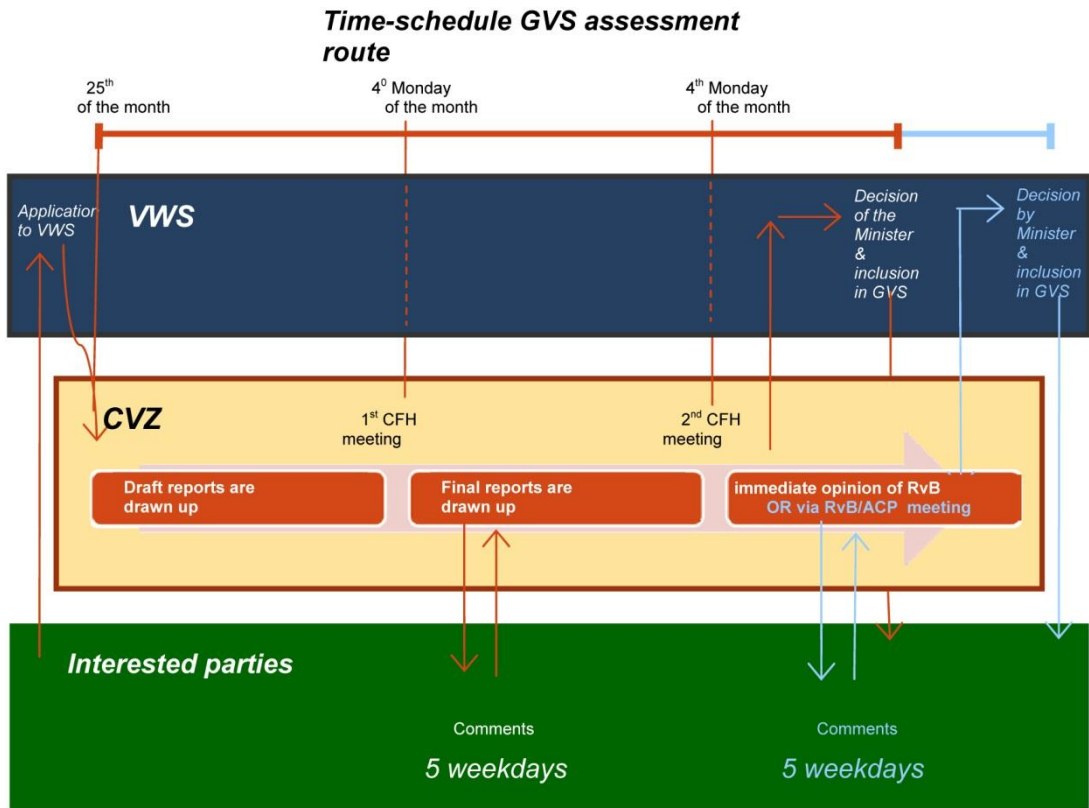 Time-schedule GVS assessment
route
25th
of the month
4⁰ Monday
of the month
4th Monday
of the month
Application
to VWS
VWS
Decision
of the
Minister
&
inclusion
in GVS
Decision
by
Minister
&
inclusion
in GVS
CVZ
1st CFH
meeting
2nd CFH
meeting
Draft reports are
drawn up
Final reports are
drawn up
immediate opinion of RvB
OR via RvB/ACP meeting
Interested parties
Comments
5 weekdays
Comments
5 weekdays